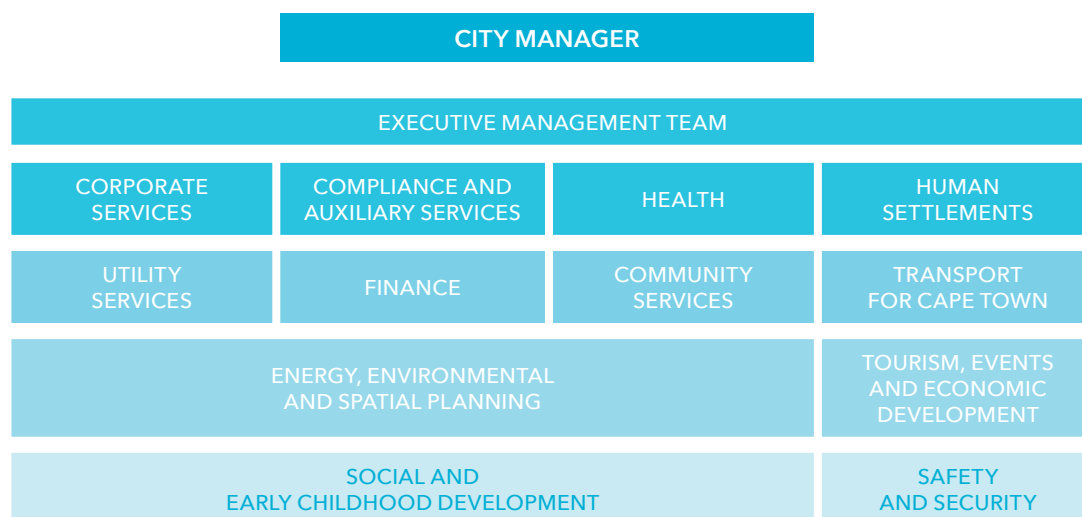 CITY MANAGER
EXECUTIVE MANAGEMENT TEAM
CORPORATE
SERVICES
COMPLIANCE AND
AUXILIARY SERVICES
HEALTH
HUMAN
SETTLEMENTS
UTILITY
SERVICES
FINANCE
COMMUNITY
SERVICES
TRANSPORT
FOR CAPE TOWN
ENERGY, ENVIRONMENTAL
AND SPATIAL PLANNING
TOURISM, EVENTS
AND ECONOMIC
DEVELOPMENT
SOCIAL AND
EARLY CHILDHOOD DEVELOPMENT
SAFETY
AND SECURITY